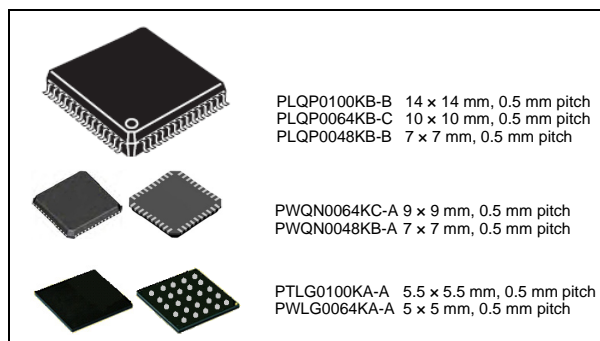 PLQP0100KB-B 14 × 14 mm, 0.5 mm pitch
PLQP0064KB-C 10 × 10 mm, 0.5 mm pitch
PLQP0048KB-B 7 × 7 mm, 0.5 mm pitch
PWQN0064KC-A 9 × 9 mm, 0.5 mm pitch
PWQN0048KB-A 7 × 7 mm, 0.5 mm pitch
PTLG0100KA-A 5.5 × 5.5 mm, 0.5 mm pitch
PWLG0064KA-A 5 × 5 mm, 0.5 mm pitch